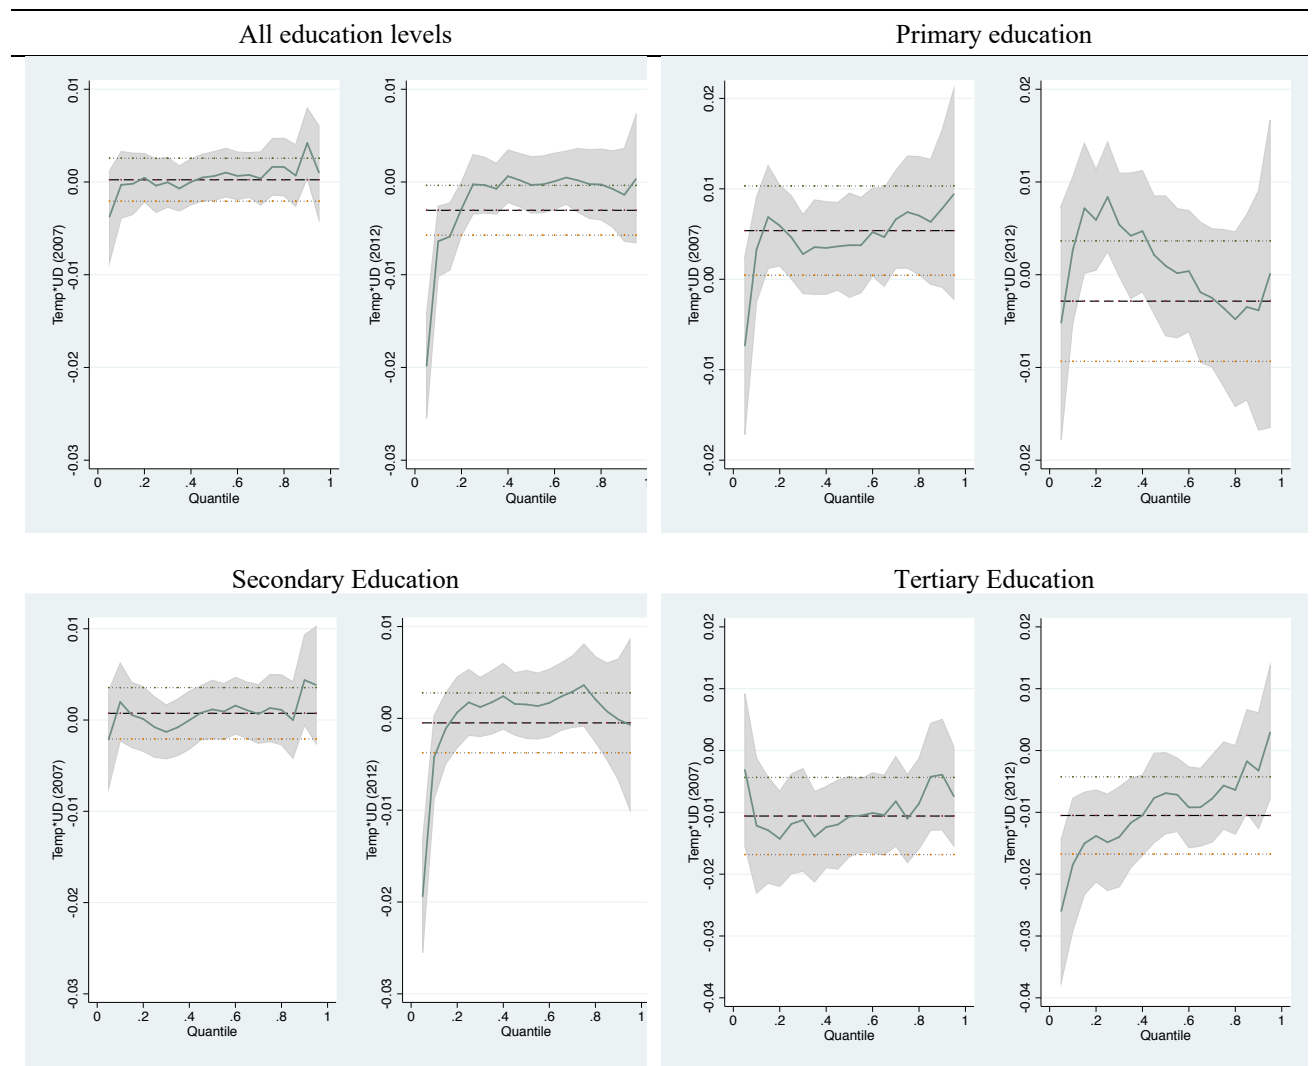 All education levels
Primary education
0.01
0.00
-0.01
-0.02
-0.03
Temp*UD (2007)
0 .2 .4 .6 .8 1
Quantile
0.01
0.00
-0.01
-0.02
-0.03
Temp*UD (2012)
0 .2 .4 .6 .8
Quantile
0.02
0.01
0.00
-0.01
-0.02
Temp*UD (2007)
0 .2 .4 .6 .8 1
Quantile
0.02
0.01
0.00
-0.01
-0.02
Temp*UD (2012)
0 .2 .4 .6 .8 1
Quantile
Secondary Education
Tertiary Education
0.01
0.00
-0.01
-0.02
-0.03
Temp*UD (2007)
0 .2 .4 .6 .8 1
Quantile
0.01
0.00
-0.01
-0.02
-0.03
Temp*UD (2012)
0 .2 .4 .6 .8 1
Quantile
0.02
0.01
0.00
-0.01
-0.02
-0.03
-0.04
Temp*UD (2007)
0 .2 .4 .6 .8 1
Quantile
0.02
0.01
0.00
-0.01
-0.02
-0.03
-0.04
Temp*UD (2012)
0 .2 .4 .6 .8 1
Quantile